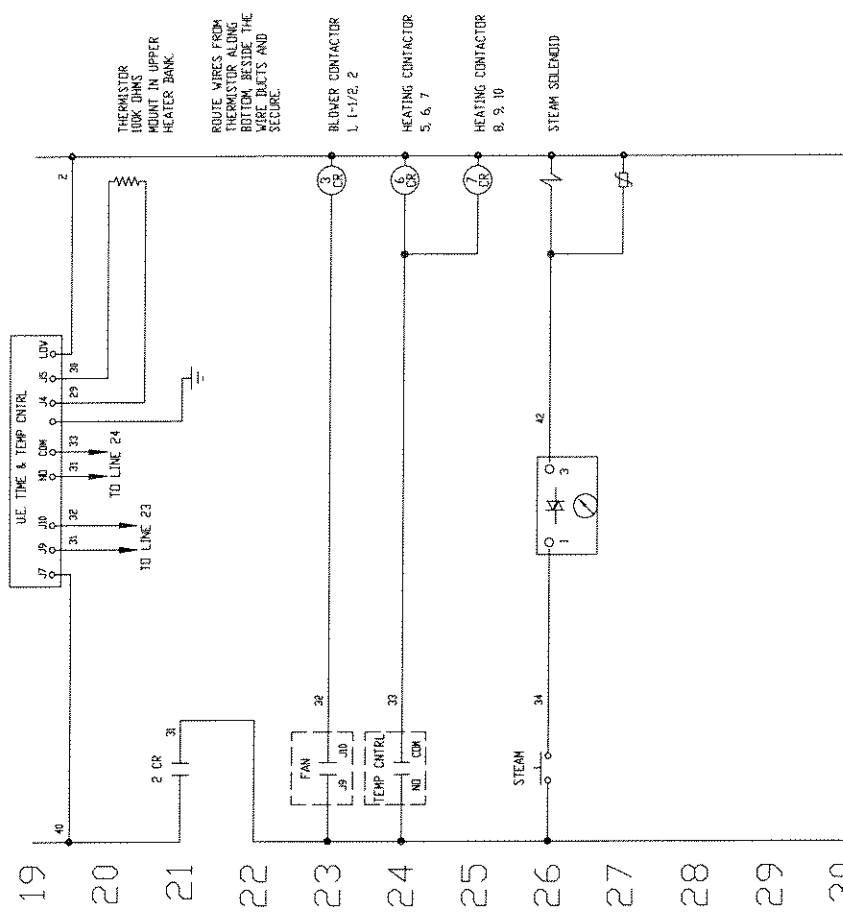 19
20
21
22
23
24
25
26
27
28
29
30
U.E. TIME & TEMP CNTRL
J7
J9
J10
NO
COM
J4
J5
LOW
31
32
31
33
29
30
2
40
TO LINE 23
TO LINE 24
THERMISTOR
100K OHMS
MOUNT IN UPPER
HEATER BANK.
ROUTE WIRES FROM
THERMISTOR ALONG
BOTTOM, BESIDE THE
WIRE DUCTS AND
SECURE.
2 CR
31
FAN
J9
J10
32
3
CR
BLOWER CONTACTOR
1, 1-1/2, 2
TEMP CNTRL
NO
COM
33
6
CR
HEATING CONTACTOR
5, 6, 7
7
CR
HEATING CONTACTOR
8, 9, 10
STEAM
34
1
3
42
STEAM SOLENOID